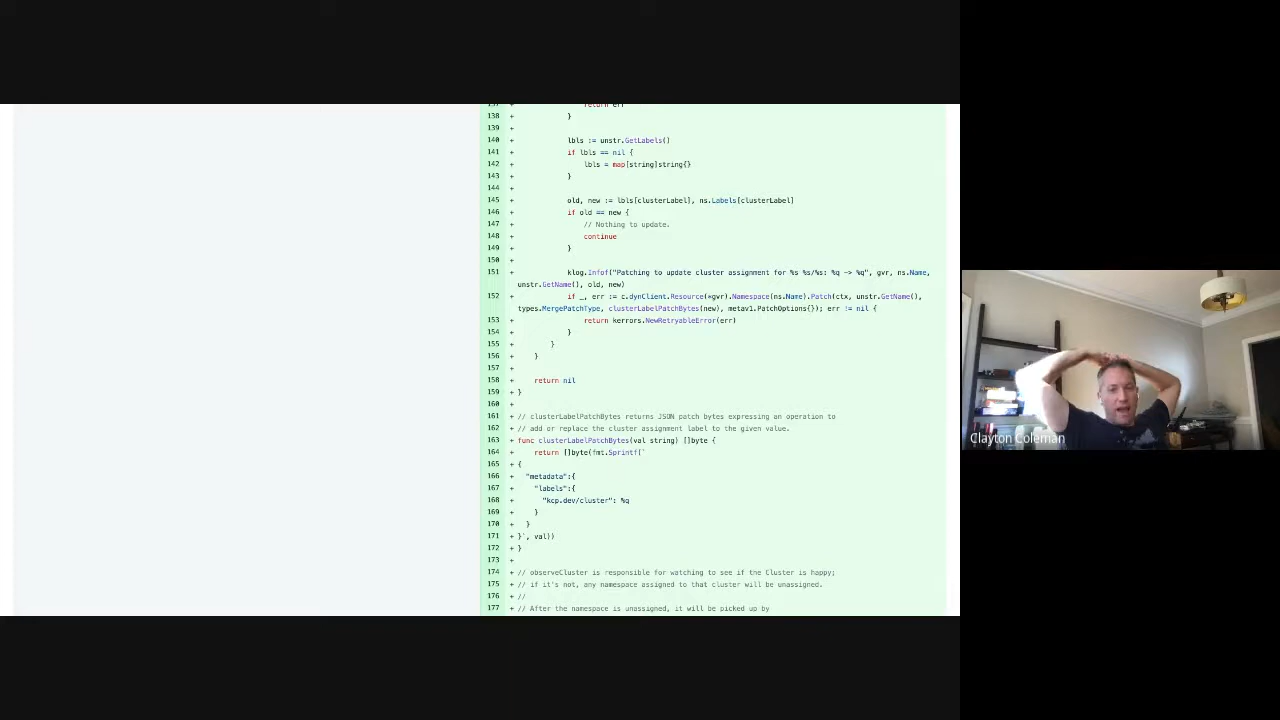 137 + return err
138 + }
139 +
140 + lbls := unstr.GetLabels()
141 + if lbls == nil {
142 + lbls = map[string]string{}
143 + }
144 +
145 + old, new := lbls[clusterLabel], ns.Labels[clusterLabel]
146 + if old == new {
147 + // Nothing to update.
148 + continue
149 + }
150 +
151 + klog.Infof("Patching to update cluster assignment for %s %s/%s: %q -> %q", gvr, ns.Name,
unstr.GetName(), old, new)
152 + if _, err := c.dynClient.Resource(*gvr).Namespace(ns.Name).Patch(ctx, unstr.GetName(),
types.MergePatchType, clusterLabelPatchBytes(new), metav1.PatchOptions{}); err != nil {
153 + return kerrors.NewRetryableError(err)
154 + }
155 + }
156 + }
157 +
158 + return nil
159 + }
160 +
161 + // clusterLabelPatchBytes returns JSON patch bytes expressing an operation to
162 + // add or replace the cluster assignment label to the given value.
163 + func clusterLabelPatchBytes(val string) []byte {
164 + return []byte(fmt.Sprintf(`
165 + {
166 + "metadata":{
167 + "labels":{
168 + "kcp.dev/cluster": %q
169 + }
170 + }
171 + }`, val))
172 + }
173 +
174 + // observeCluster is responsible for watching to see if the Cluster is happy;
175 + // if it's not, any namespace assigned to that cluster will be unassigned.
176 + //
177 + // After the namespace is unassigned, it will be picked up by
Clayton Coleman